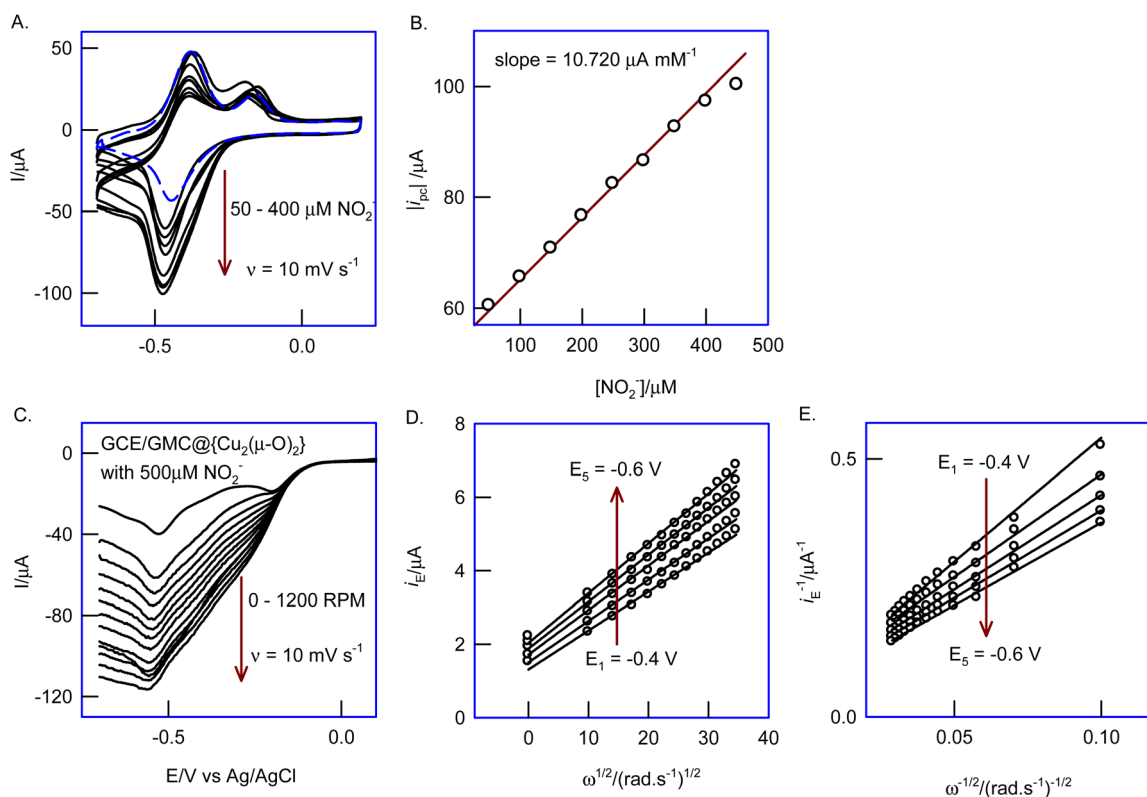 A.
50
0
-50
-100
I/μA
50 - 400 μM NO₂⁻
ν = 10 mV s⁻¹
-0.5
0.0
B.
slope = 10.720 μA mM⁻¹
100
80
60
|i_pc| /μA
100
200
300
400
500
[NO₂⁻]/μM
C.
GCE/GMC@{Cu₂(μ-O)₂}
with 500μM NO₂⁻
0
-40
-80
-120
I/μA
0 - 1200 RPM
ν = 10 mV s⁻¹
-0.5
0.0
E/V vs Ag/AgCl
D.
8
6
4
2
0
i_E/μA
E₅ = -0.6 V
E₁ = -0.4 V
0
10
20
30
40
ω^1/2/(rad.s⁻¹)^1/2
E.
0.5
0.0
i_E⁻¹/μA⁻¹
E₁ = -0.4 V
E₅ = -0.6 V
0.05
0.10
ω^-1/2/(rad.s⁻¹)^-1/2